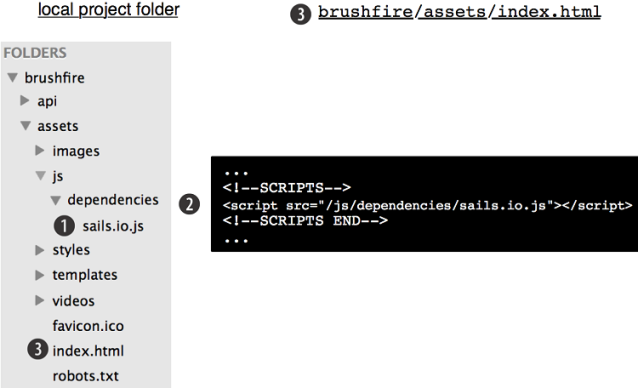 local project folder
3 brushfire/assets/index.html
FOLDERS
brushfire
api
assets
images
js
dependencies
1 sails.io.js
styles
templates
videos
favicon.ico
3 index.html
robots.txt
2
...
<!--SCRIPTS-->
<script src="/js/dependencies/sails.io.js"></script>
<!--SCRIPTS END-->
...